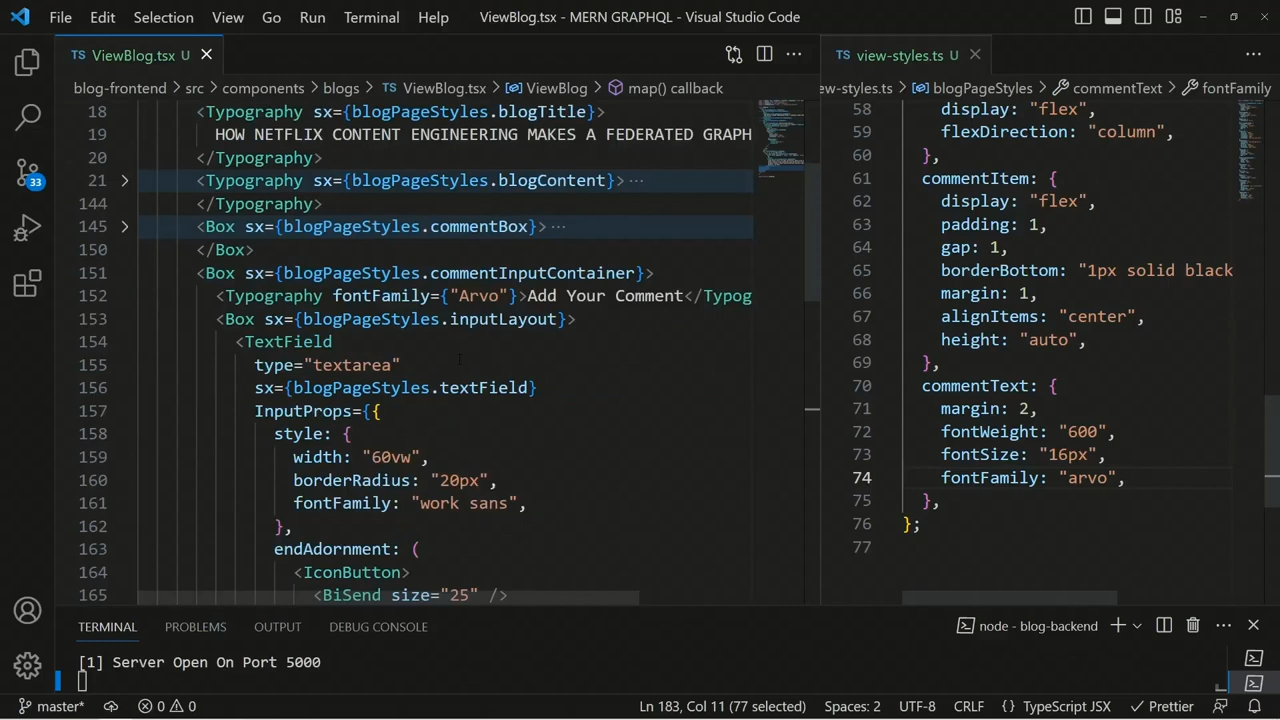 File Edit Selection View Go Run Terminal Help ViewBlog.tsx - MERN GRAPHQL - Visual Studio Code
TS ViewBlog.tsx U
TS view-styles.ts U
blog-frontend > src > components > blogs > TS ViewBlog.tsx > ViewBlog > map() callback
ew-styles.ts > blogPageStyles > commentText > fontFamily
18 <Typography sx={blogPageStyles.blogTitle}>
19 HOW NETFLIX CONTENT ENGINEERING MAKES A FEDERATED GRAPH
20 </Typography>
21 <Typography sx={blogPageStyles.blogContent}>···
144 </Typography>
145 <Box sx={blogPageStyles.commentBox}>···
150 </Box>
151 <Box sx={blogPageStyles.commentInputContainer}>
152 <Typography fontFamily={"Arvo"}>Add Your Comment</Typog
153 <Box sx={blogPageStyles.inputLayout}>
154 <TextField
155 type="textarea"
156 sx={blogPageStyles.textField}
157 InputProps={{
158 style: {
159 width: "60vw",
160 borderRadius: "20px",
161 fontFamily: "work sans",
162 },
163 endAdornment: (
164 <IconButton>
165 <BiSend size="25" />
58 display: "flex",
59 flexDirection: "column",
60 },
61 commentItem: {
62 display: "flex",
63 padding: 1,
64 gap: 1,
65 borderBottom: "1px solid black
66 margin: 1,
67 alignItems: "center",
68 height: "auto",
69 },
70 commentText: {
71 margin: 2,
72 fontWeight: "600",
73 fontSize: "16px",
74 fontFamily: "arvo",
75 },
76 };
77
33
TERMINAL PROBLEMS OUTPUT DEBUG CONSOLE
node - blog-backend
[1] Server Open On Port 5000
master* 0 0 Ln 183, Col 11 (77 selected) Spaces: 2 UTF-8 CRLF {} TypeScript JSX Prettier